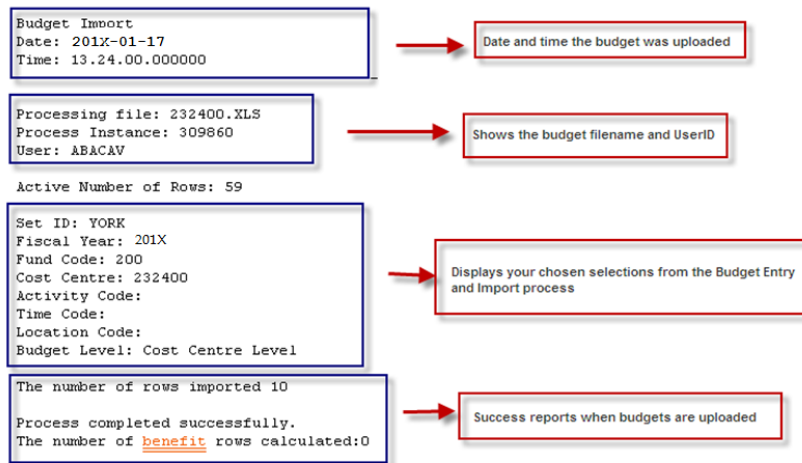 Budget Import
Date: 201X-01-17
Time: 13.24.00.000000
Date and time the budget was uploaded
Processing file: 232400.XLS
Process Instance: 309860
User: ABACAV
Shows the budget filename and UserID
Active Number of Rows: 59
Set ID: YORK
Fiscal Year: 201X
Fund Code: 200
Cost Centre: 232400
Activity Code:
Time Code:
Location Code:
Budget Level: Cost Centre Level
Displays your chosen selections from the Budget Entry
and Import process
The number of rows imported 10
Process completed successfully.
The number of benefit rows calculated:0
Success reports when budgets are uploaded